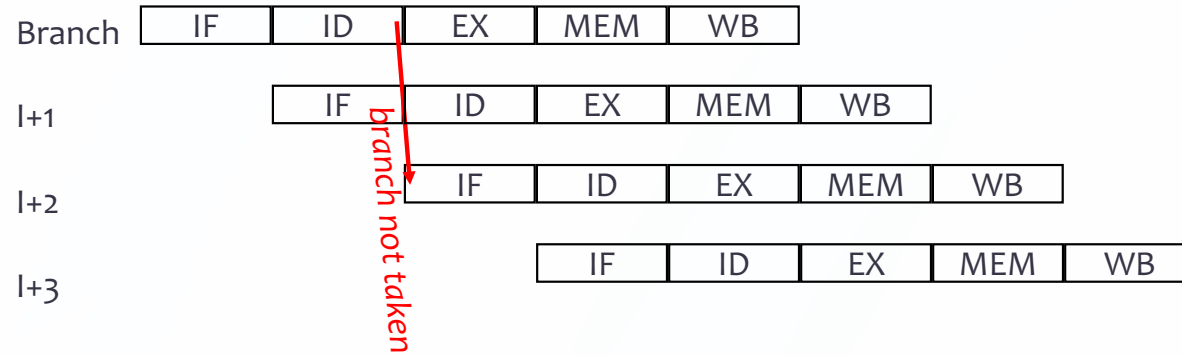 Branch IF ID EX MEM WB
I+1 IF ID EX MEM WB
branch not taken
I+2 IF ID EX MEM WB
I+3 IF ID EX MEM WB